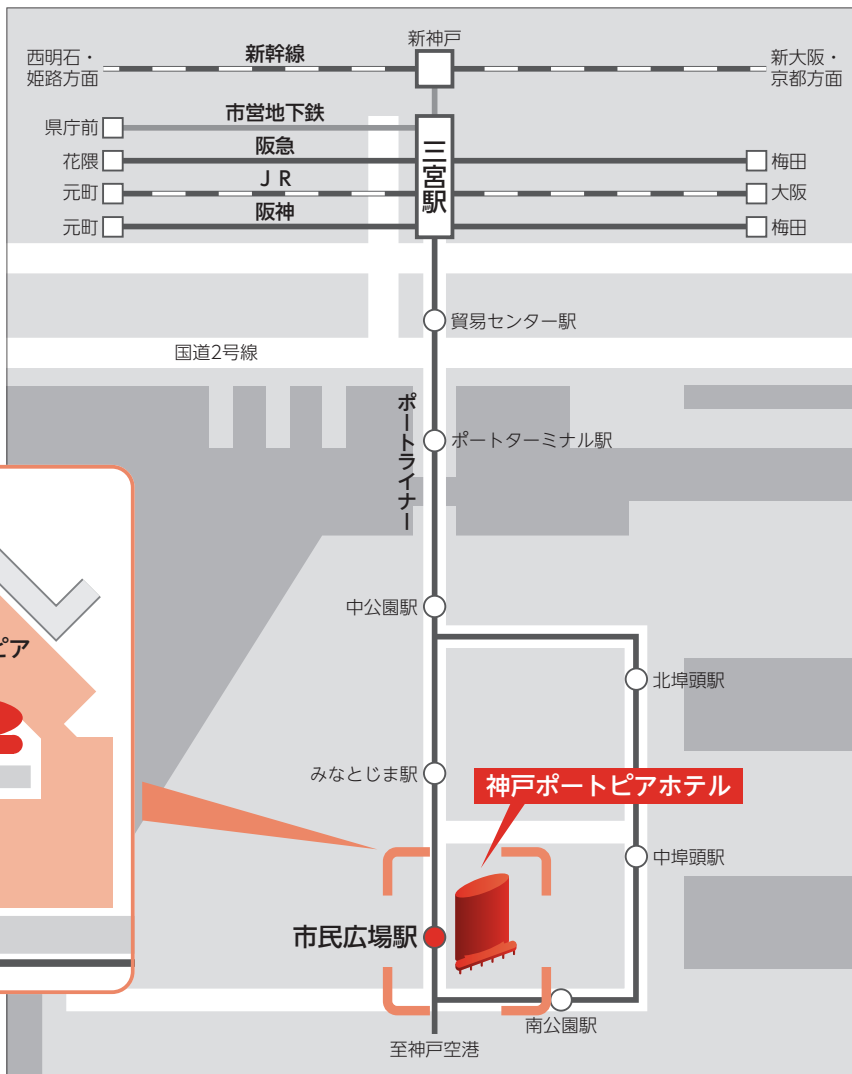 新神戸
西明石・
姫路方面
新幹線
新大阪・
京都方面
市営地下鉄
県庁前
三宮駅
阪急
花隈
梅田
ＪＲ
元町
大阪
阪神
元町
梅田
貿易センター駅
国道2号線
ポートライナー
ポートターミナル駅
中公園駅
ピア
北埠頭駅
みなとじま駅
神戸ポートピアホテル
中埠頭駅
市民広場駅
南公園駅
至神戸空港